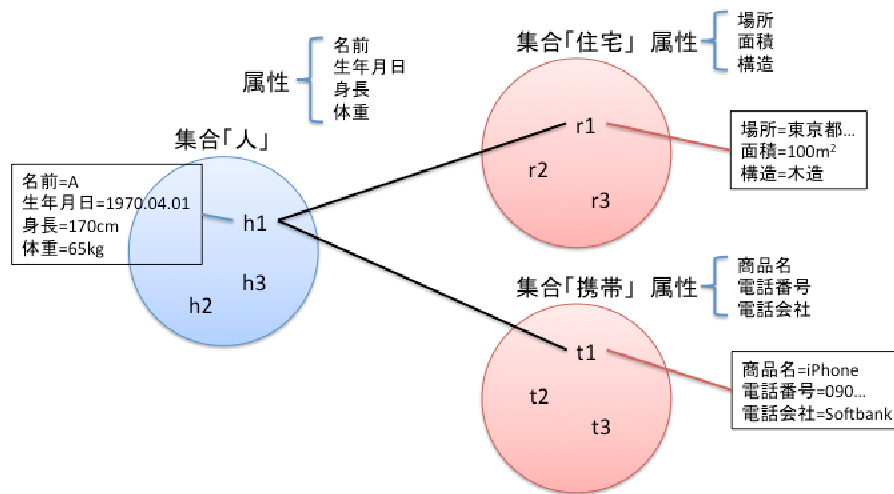 属性
名前
生年月日
身長
体重
集合「人」
名前=A
生年月日=1970.04.01
身長=170cm
体重=65kg
h1
h3
h2
集合「住宅」 属性
場所
面積
構造
r1
r2
r3
場所=東京都...
面積=100m²
構造=木造
集合「携帯」 属性
商品名
電話番号
電話会社
t1
t2
t3
商品名=iPhone
電話番号=090...
電話会社=Softbank